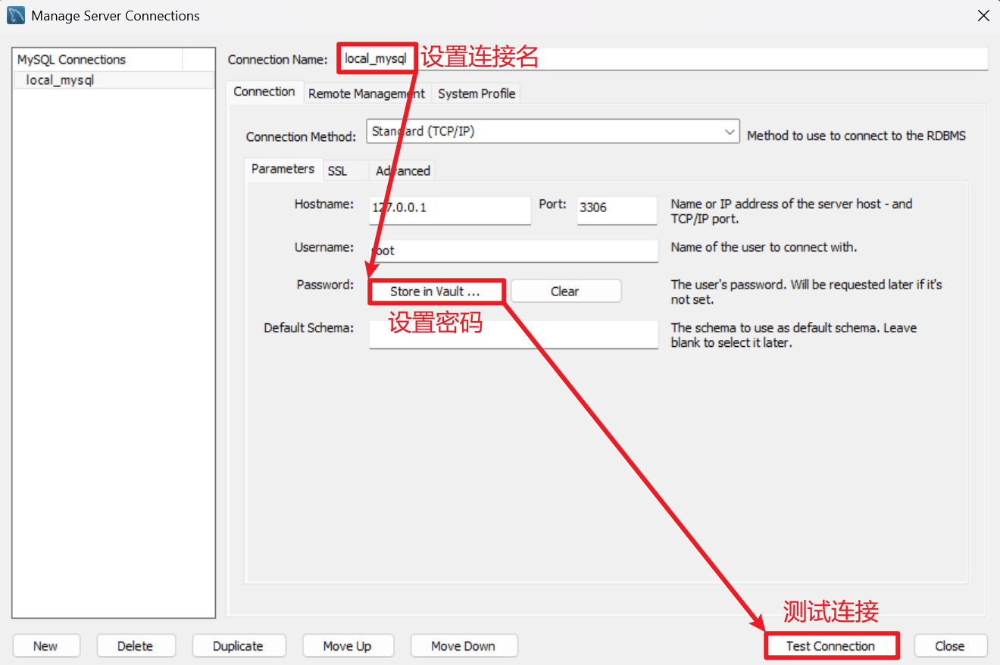 Manage Server Connections
MySQL Connections
local_mysql
Connection Name: local_mysql 设置连接名
Connection Remote Management System Profile
Connection Method: Standard (TCP/IP) Method to use to connect to the RDBMS
Parameters SSL Advanced
Hostname: 127.0.0.1 Port: 3306 Name or IP address of the server host - and
TCP/IP port.
Username: root Name of the user to connect with.
Password: Store in Vault ... Clear The user's password. Will be requested later if it's
not set.
设置密码
Default Schema: The schema to use as default schema. Leave
blank to select it later.
测试连接
New Delete Duplicate Move Up Move Down Test Connection Close